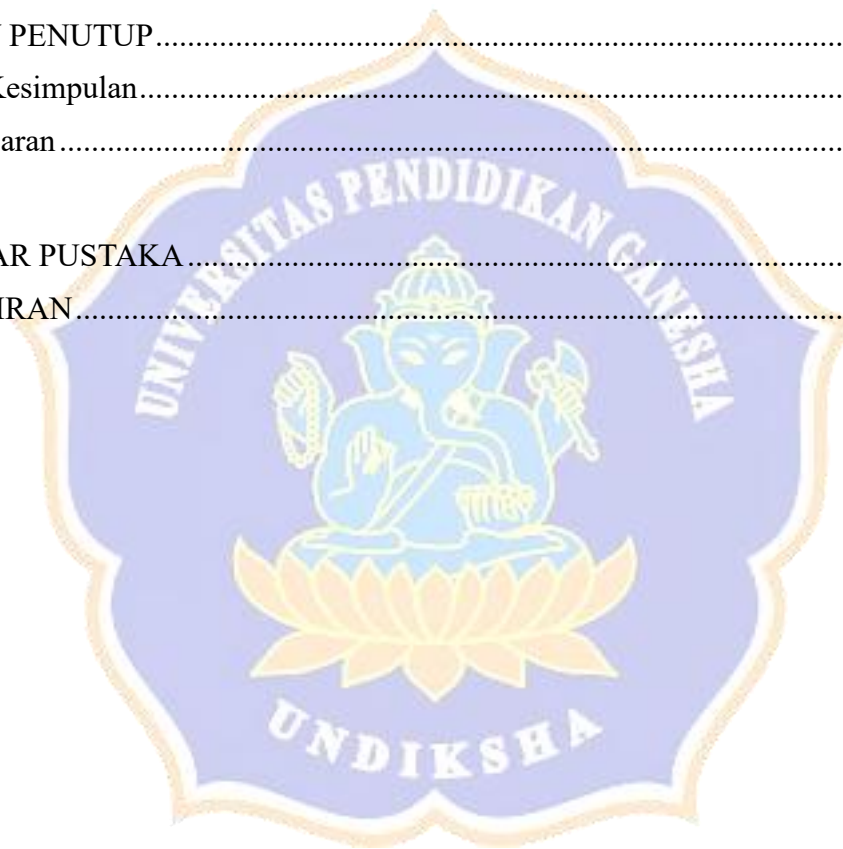 PENUTUP
Kesimpulan
aran
AR PUSTAKA
IRAN
UNIVERSITAS PENDIDIKAN GANESHA
UNDIKSHA